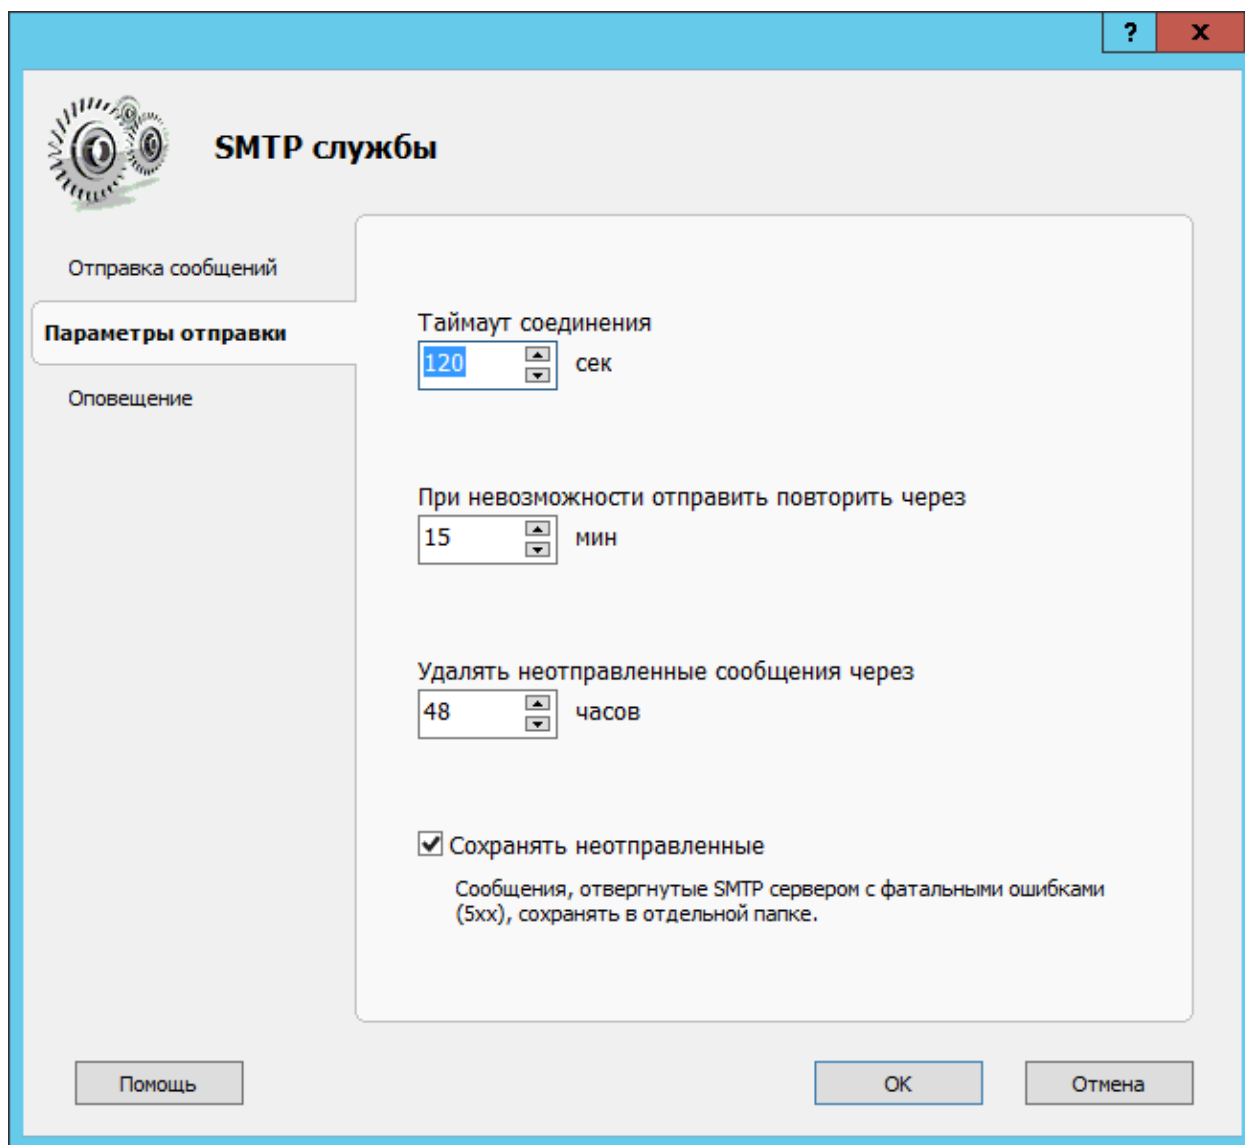 ?
x
SMTP службы
Отправка сообщений
Параметры отправки
Оповещение
Таймаут соединения
120 сек
При невозможности отправить повторить через
15 мин
Удалять неотправленные сообщения через
48 часов
Сохранять неотправленные
Сообщения, отвергнутые SMTP сервером с фатальными ошибками
(5xx), сохранять в отдельной папке.
Помощь
OK
Отмена